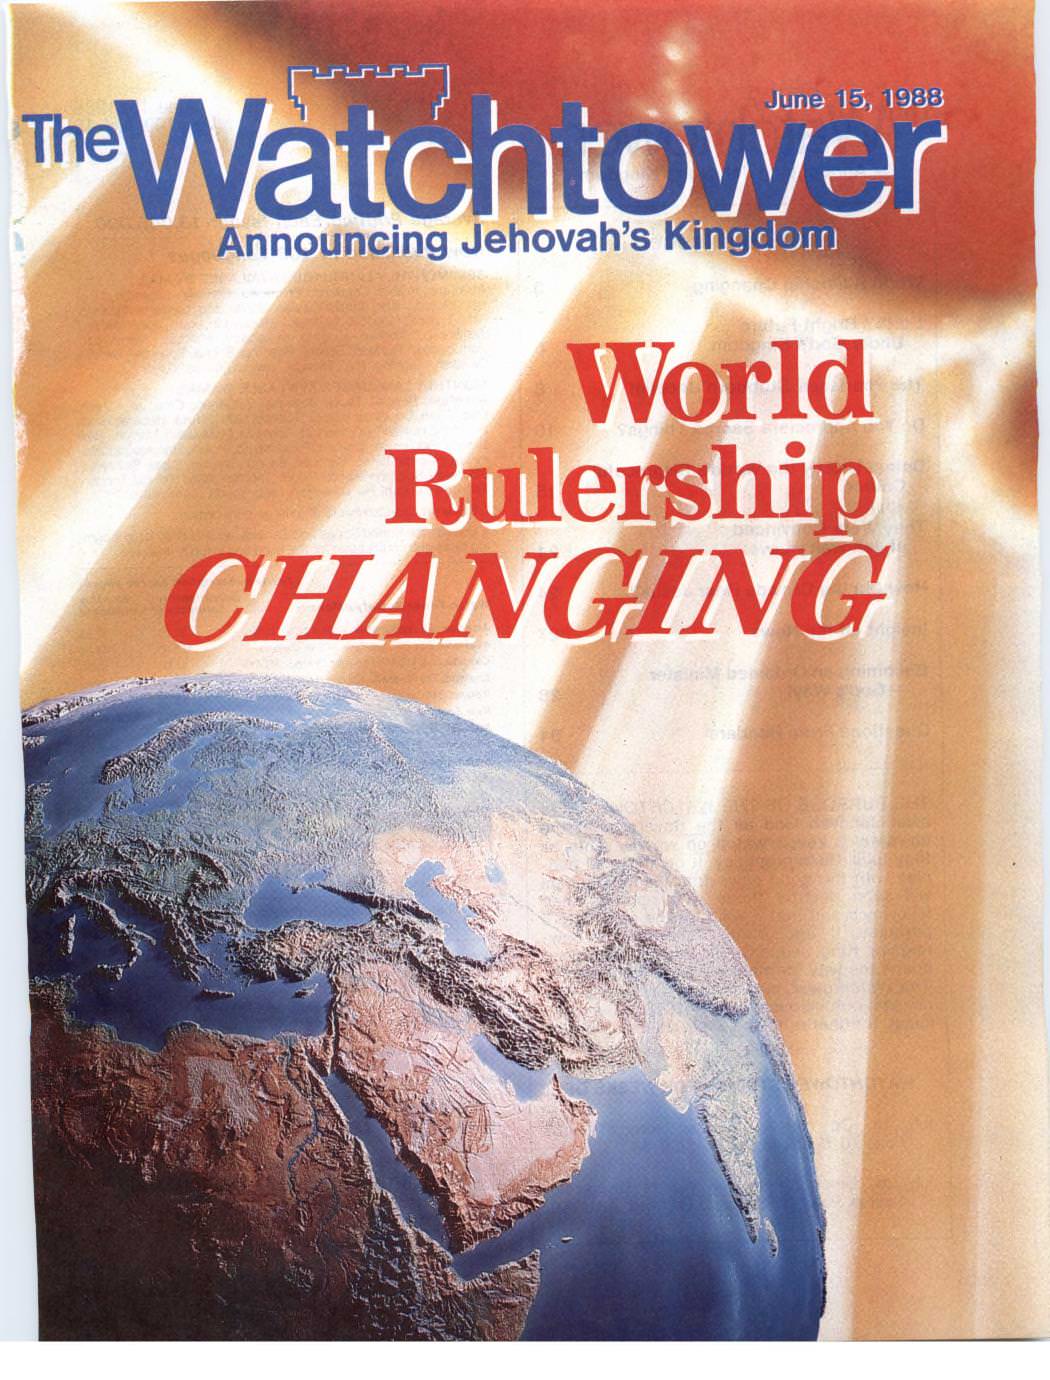 June 15, 1988
The Watchtower
Announcing Jehovah's Kingdom
World
Rulership
CHANGING